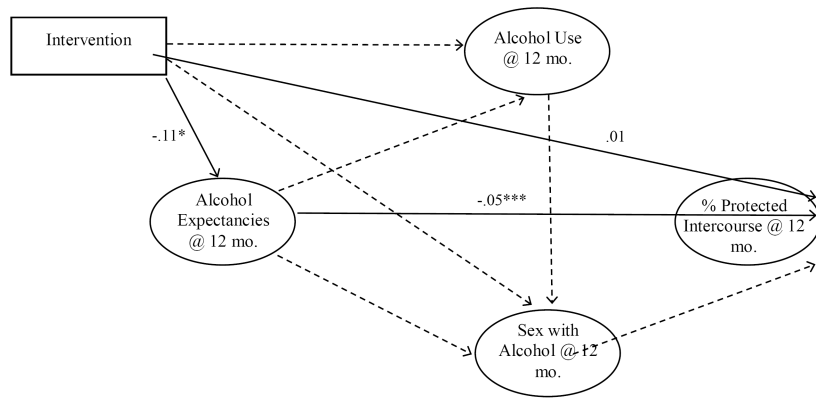 Intervention
Alcohol Use
@ 12 mo.
-.11*
.01
Alcohol
Expectancies
@ 12 mo.
-.05***
% Protected
Intercourse @ 12
mo.
Sex with
Alcohol @ 12
mo.